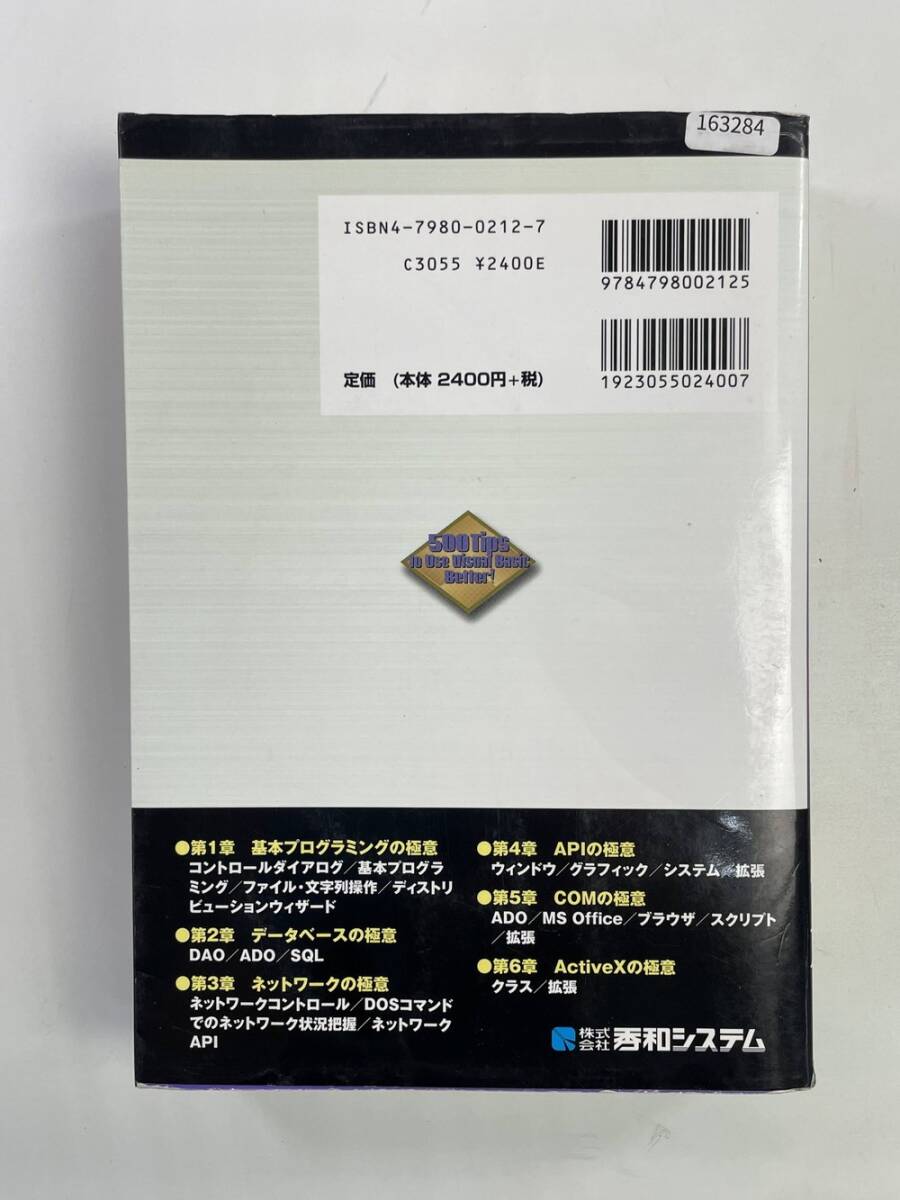 163284
ISBN4-7980-0212-7
C3055 ¥2400E
9784798002125
定価 (本体 2400円+税)
1923055024007
500Tips
To Use Visual Basic
Better!
●第1章 基本プログラミングの極意
コントロールダイアログ/基本プログラ
ミング/ファイル・文字列操作/ディストリ
ビューションウィザード
●第2章 データベースの極意
DAO/ADO/SQL
●第3章 ネットワークの極意
ネットワークコントロール/DOSコマンド
でのネットワーク状況把握/ネットワーク
API
●第4章 APIの極意
ウィンドウ/グラフィック/システム/拡張
●第5章 COMの極意
ADO/MS Office/ブラウザ/スクリプト
/拡張
●第6章 ActiveXの極意
クラス/拡張
株式会社 秀和システム